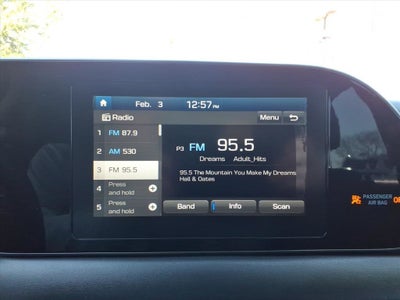 Feb. 3 12:57 PM
Radio Menu
1 FM 87.9
2 AM 530
3 FM 95.5
4 Press and hold
5 Press and hold
P3 FM 95.5
Dreams Adult_Hits
95.5 The Mountain You Make My Dreams
Hall & Oates
Band Info Scan
PASSENGER
AIR BAG